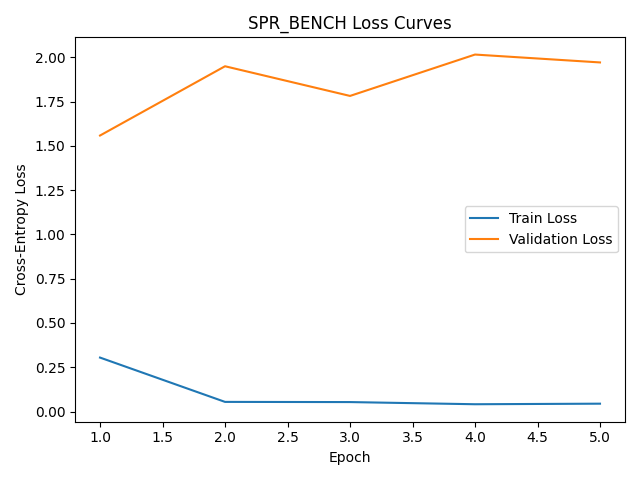 SPR_BENCH Loss Curves
2.00
1.75
1.50
1.25
1.00
0.75
0.50
0.25
0.00
Cross-Entropy Loss
Train Loss
Validation Loss
1.0 1.5 2.0 2.5 3.0 3.5 4.0 4.5 5.0
Epoch